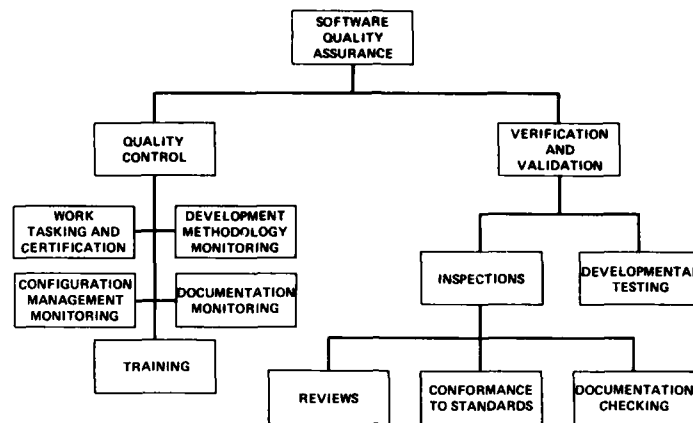 SOFTWARE
QUALITY
ASSURANCE
QUALITY
CONTROL
VERIFICATION
AND
VALIDATION
WORK
TASKING AND
CERTIFICATION
DEVELOPMENT
METHODOLOGY
MONITORING
CONFIGURATION
MANAGEMENT
MONITORING
DOCUMENTATION
MONITORING
TRAINING
INSPECTIONS
DEVELOPMENTAL
TESTING
REVIEWS
CONFORMANCE
TO STANDARDS
DOCUMENTATION
CHECKING